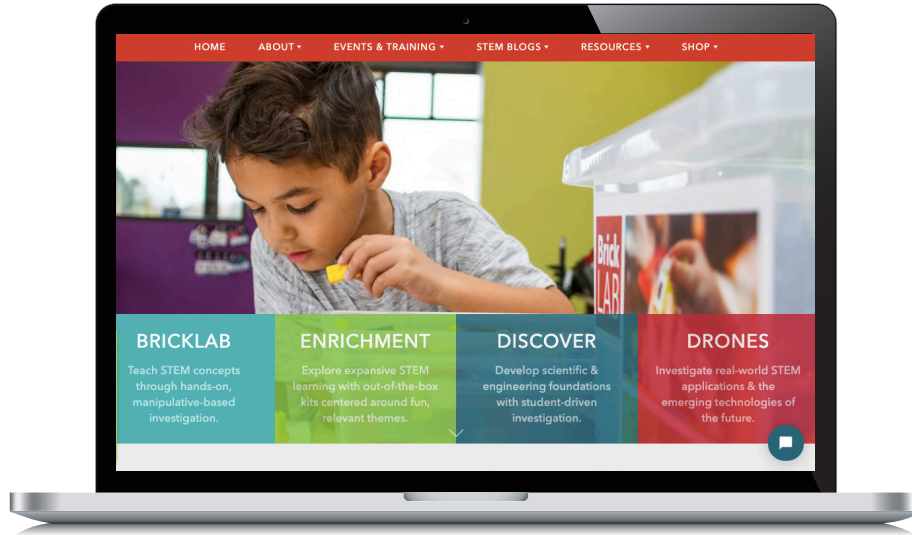 HOME ABOUT EVENTS & TRAINING STEM BLOGS RESOURCES SHOP
Brick
LAB
BRICKLAB
Teach STEM concepts
through hands-on,
manipulative-based
investigation.
ENRICHMENT
Explore expansive STEM
learning with out-of-the-box
kits centered around fun,
relevant themes.
DISCOVER
Develop scientific &
engineering foundations
with student-driven
investigation.
DRONES
Investigate real-world STEM
applications & the
emerging technologies of
the future.